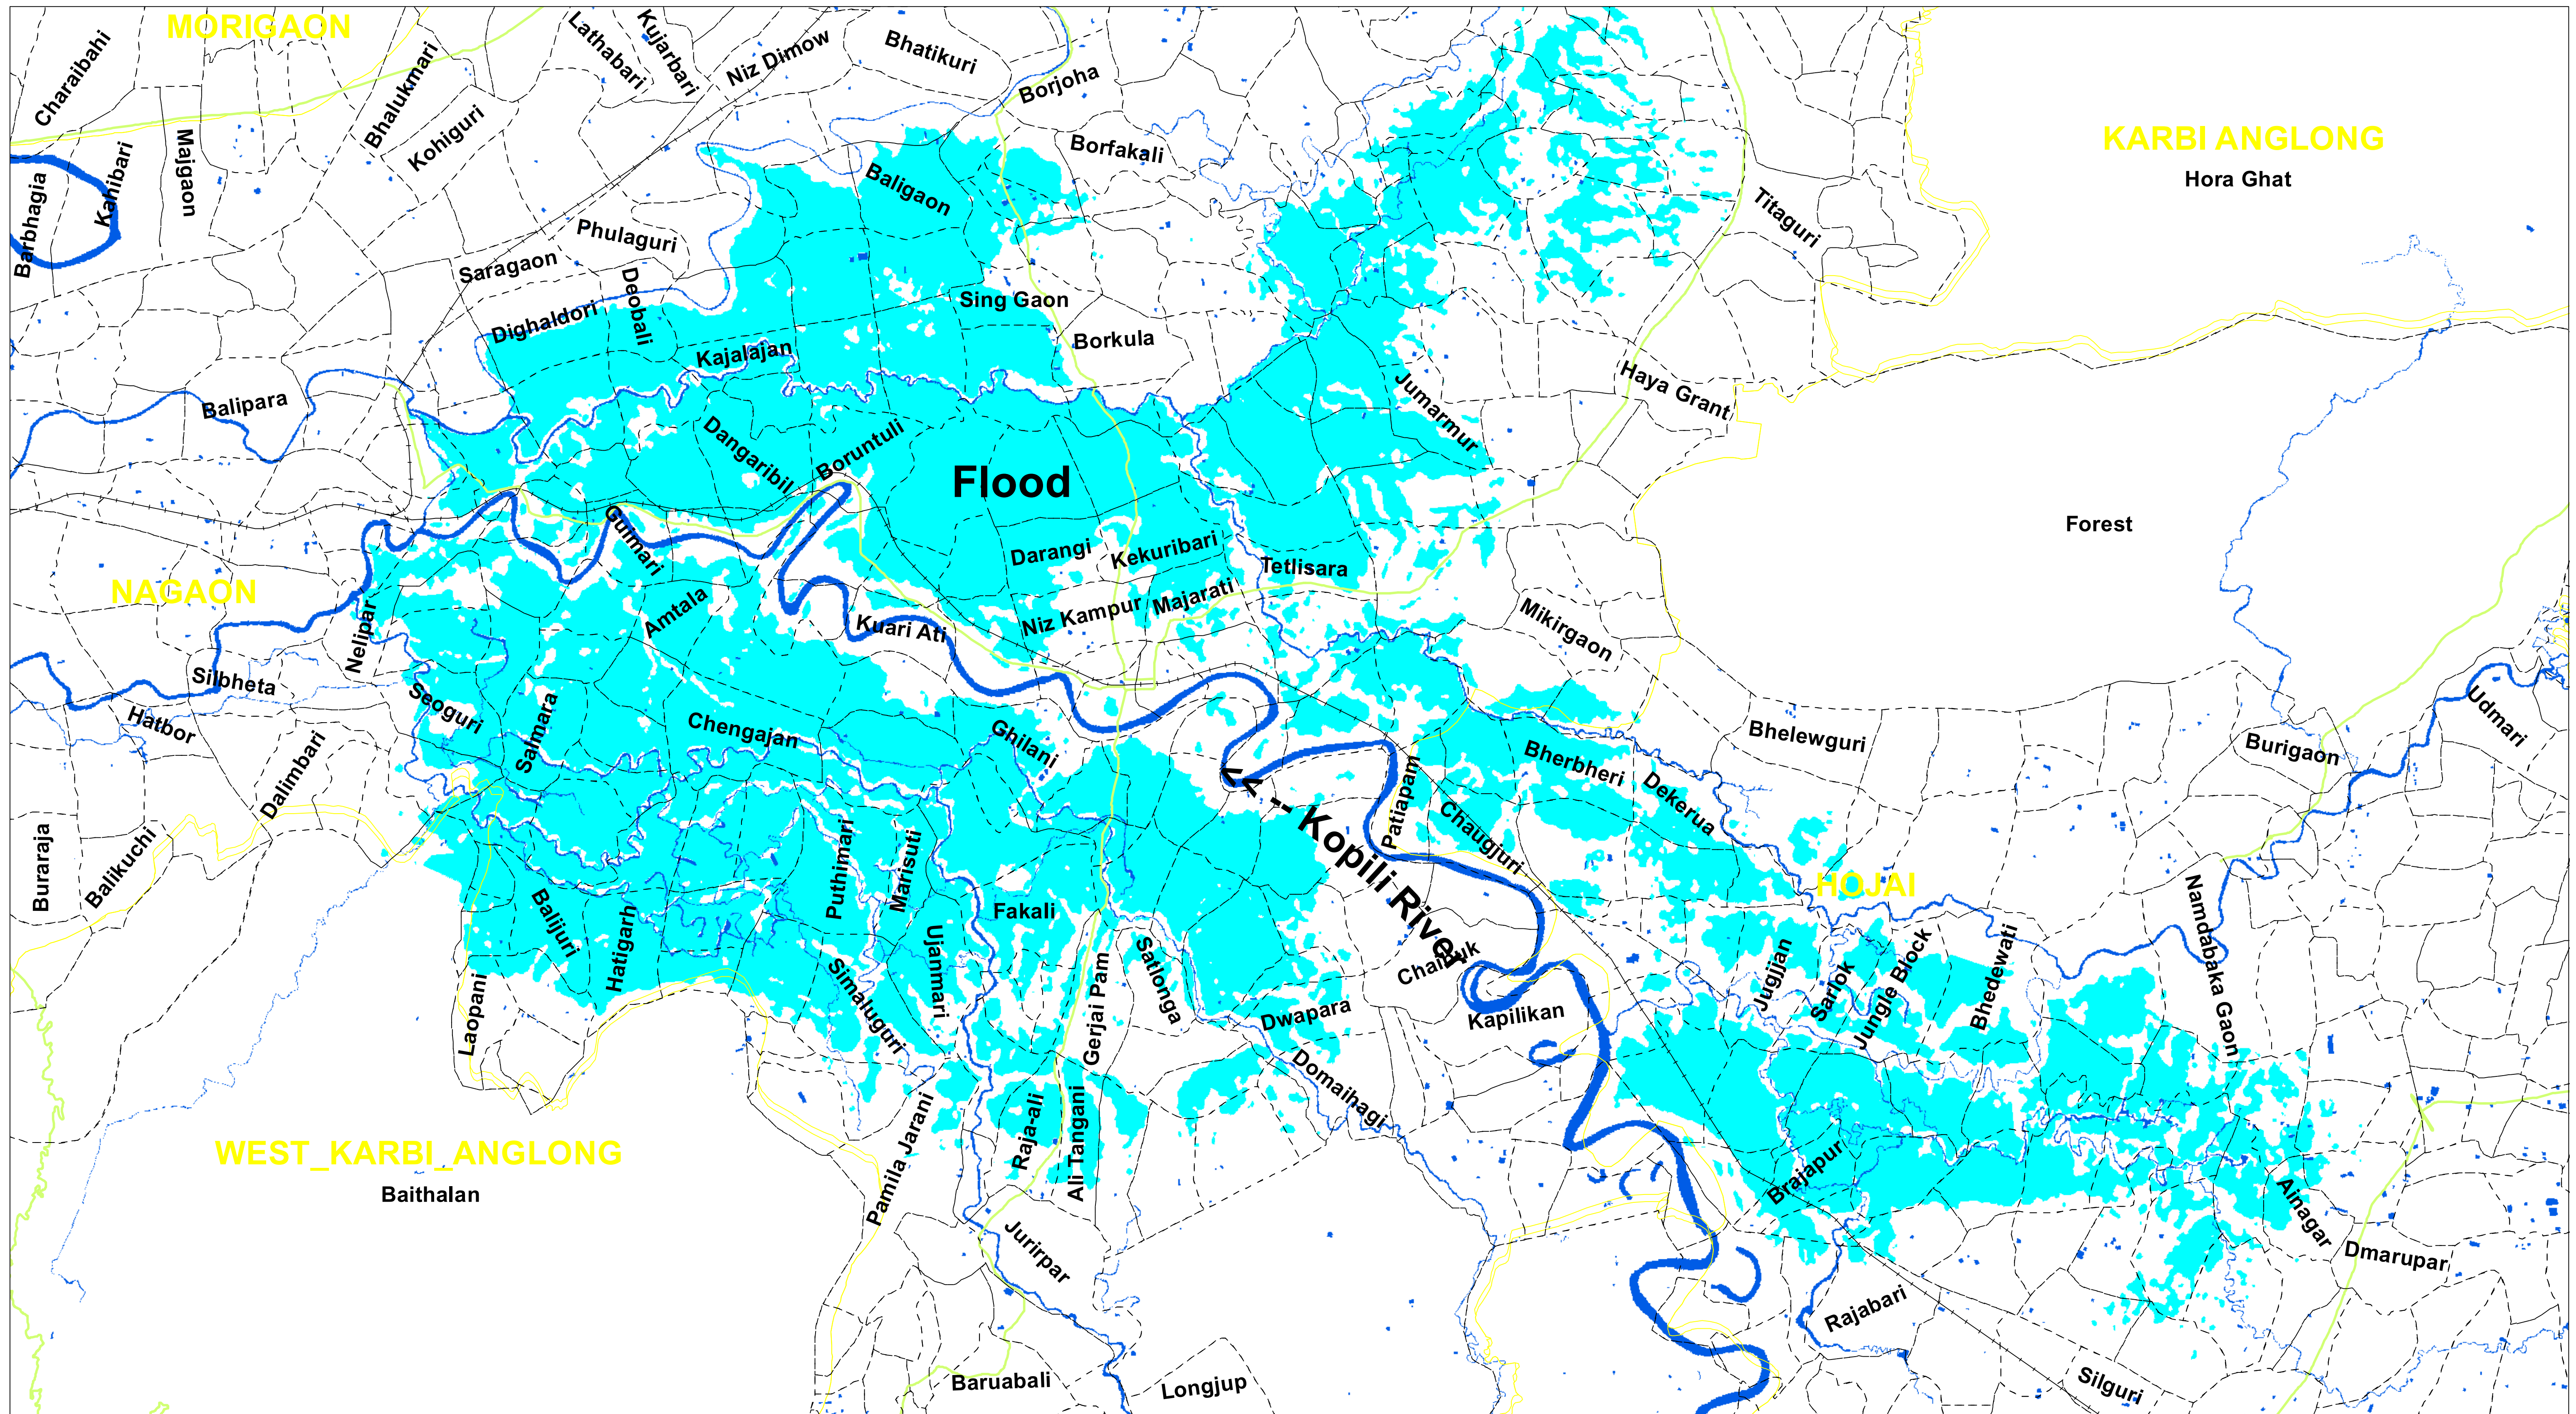 MORIGAON
Charaibahi
Bhalukmari
Lathabari
Kujarbari
Niz Dimow
Bhatikuri
Borjoha
KARBI ANGLONG
Hora Ghat
Kohiguri
Majgaon
Kahibari
Barbhagia
Borfakali
Baligaon
Titaguri
Phulaguri
Saragaon
Deobali
Dighaldori
Sing Gaon
Borkula
Kajalajan
Balipara
Haya Grant
Jumarmur
Dangaribil
Boruntuli
Flood
Forest
Guimari
Darangi
Kekuribari
Tetlisara
NAGAON
Amtala
Majarati
Niz Kampur
Kuari Ati
Mikirgaon
Nelipar
Silbheta
Seoguri
Hatbor
Salmara
Chengajan
Ghilani
Bhelewguri
Burigaon
Udmari
Bherbheri
Dekerua
Dalimbari
Patiapam
Chaugjuri
<< -- Kopili River
Buraraja
Balikuchi
Puthimari
Marisuti
HOJAI
Fakali
Balijuri
Hatigarh
Ujanmari
Simaluguri
Satlonga
Gerjai Pam
Namdabaka Gaon
Jugjian
Sarlok
Jungle Block
Bhedewati
Laopani
Dwapara
Kapilikan
Domaihagi
Raja-ali
Ali Tangani
Pamila Jarani
WEST_KARBI_ANGLONG
Baithalan
Brajapur
Ainagar
Dmarupar
Jurirpar
Rajabari
Baruabali
Longjup
Silguri